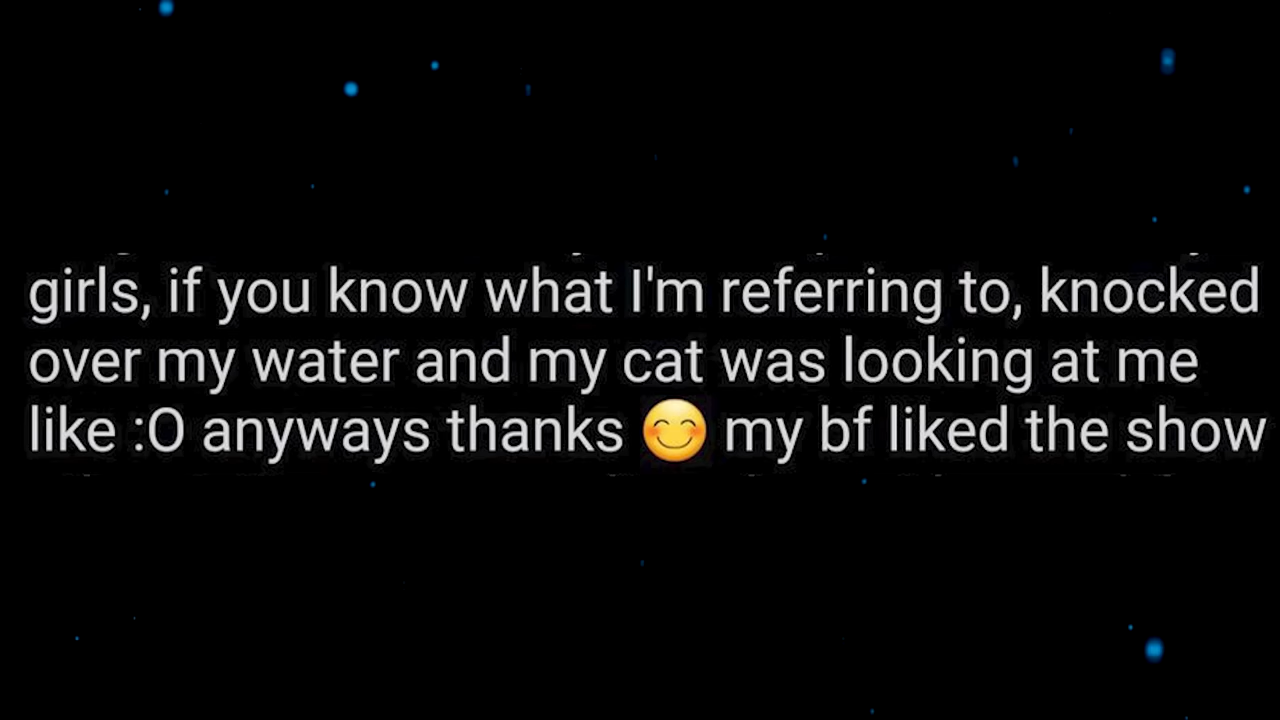 girls, if you know what I'm referring to, knocked
over my water and my cat was looking at me
like :O anyways thanks 😊 my bf liked the show